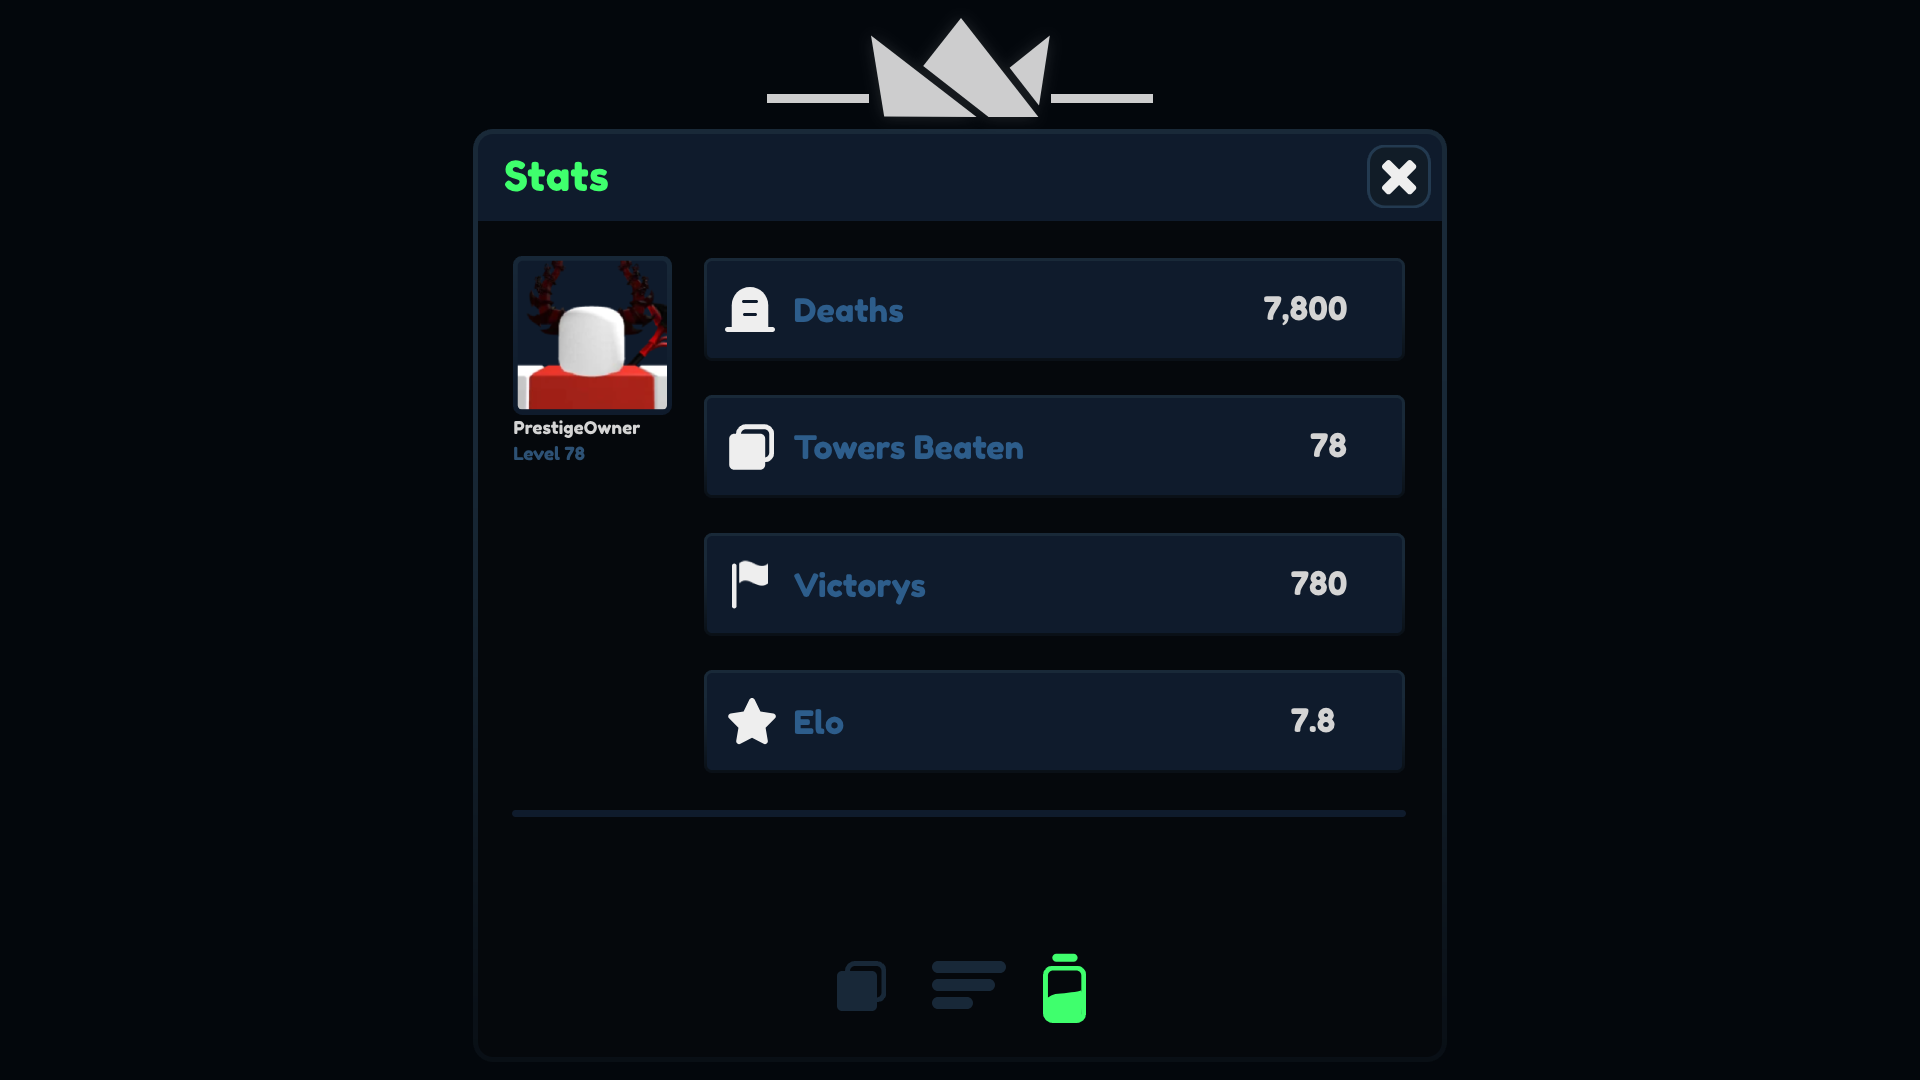 Stats
PrestigeOwner
Level 78
Deaths 7,800
Towers Beaten 78
Victorys 780
Elo 7.8